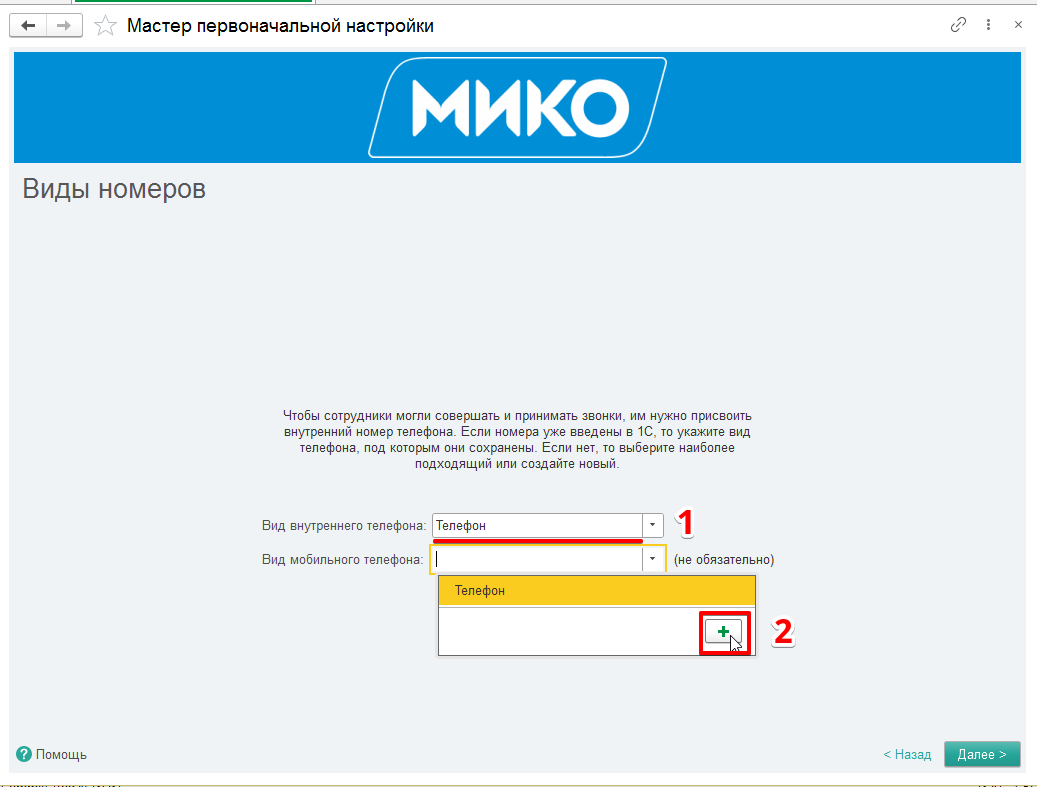 Мастер первоначальной настройки
МИКО
Виды номеров
Чтобы сотрудники могли совершать и принимать звонки, им нужно присвоить
внутренний номер телефона. Если номера уже введены в 1С, то укажите вид
телефона, под которым они сохранены. Если нет, то выберите наиболее
подходящий или создайте новый.
Вид внутреннего телефона: Телефон 1
Вид мобильного телефона: (не обязательно)
Телефон
2
? Помощь < Назад Далее >